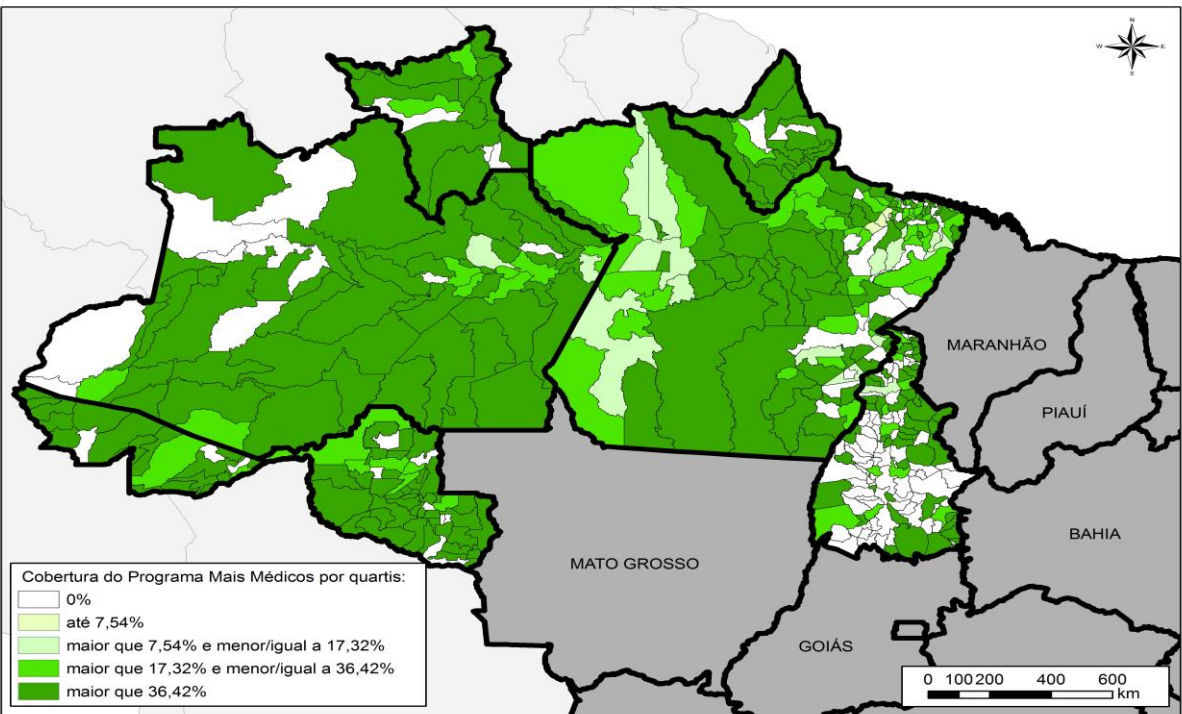 N
W E
S
MARANHÃO
PIAUÍ
BAHIA
MATO GROSSO
GOIÁS
Cobertura do Programa Mais Médicos por quartis:
0%
até 7,54%
maior que 7,54% e menor/igual a 17,32%
maior que 17,32% e menor/igual a 36,42%
maior que 36,42%
0 100 200 400 600
km